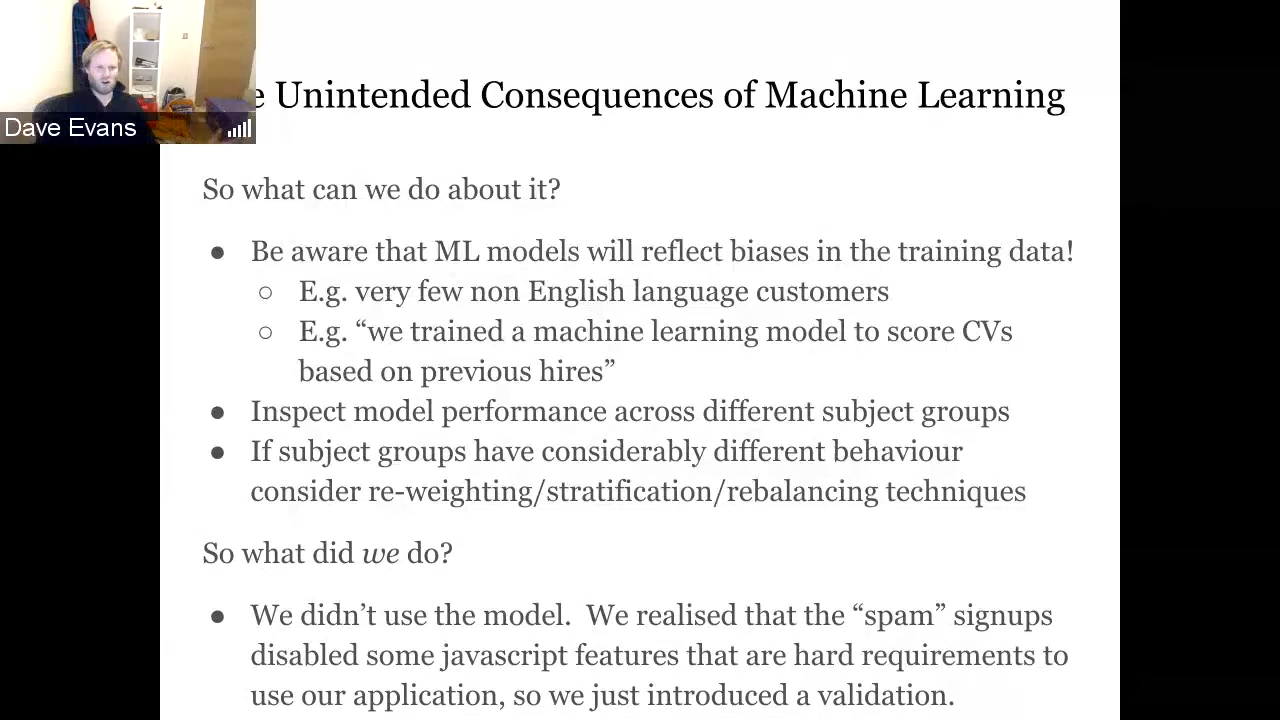 e Unintended Consequences of Machine Learning
Dave Evans
So what can we do about it?
● Be aware that ML models will reflect biases in the training data!
○ E.g. very few non English language customers
○ E.g. “we trained a machine learning model to score CVs
based on previous hires”
● Inspect model performance across different subject groups
● If subject groups have considerably different behaviour
consider re-weighting/stratification/rebalancing techniques
So what did we do?
● We didn’t use the model.  We realised that the “spam” signups
disabled some javascript features that are hard requirements to
use our application, so we just introduced a validation.